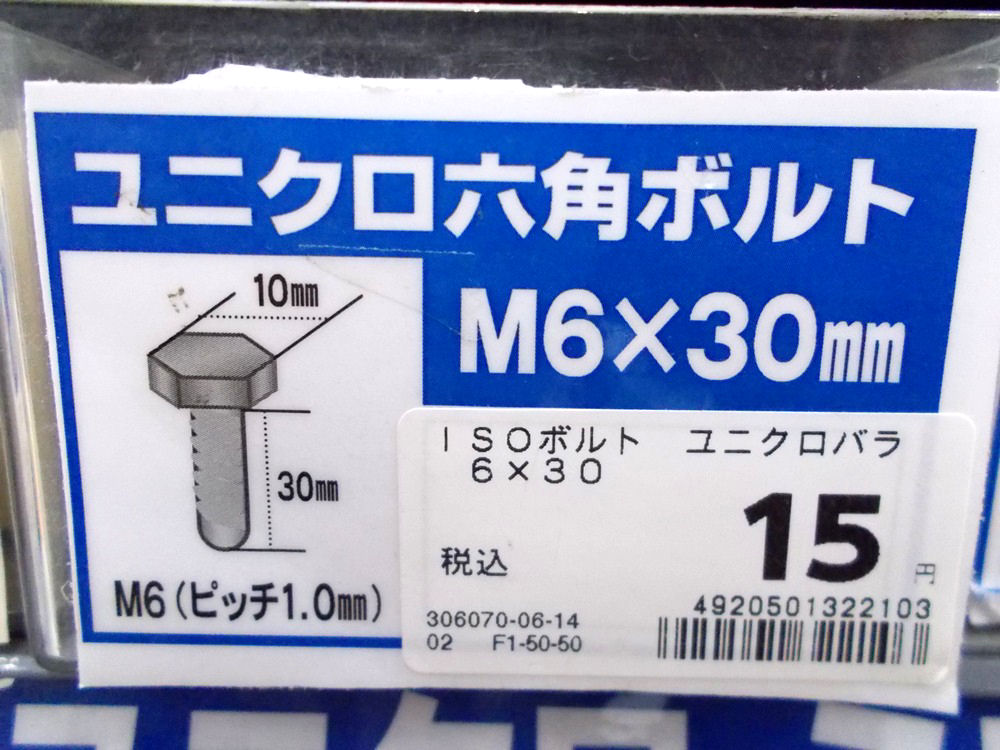 ユニクロ六角ボルト
M6×30mm
10mm
30mm
M6(ピッチ1.0mm)
ISOボルト ユニクロバラ
6×30
15円
税込
4920501322103
306070-06-14
02 F1-50-50